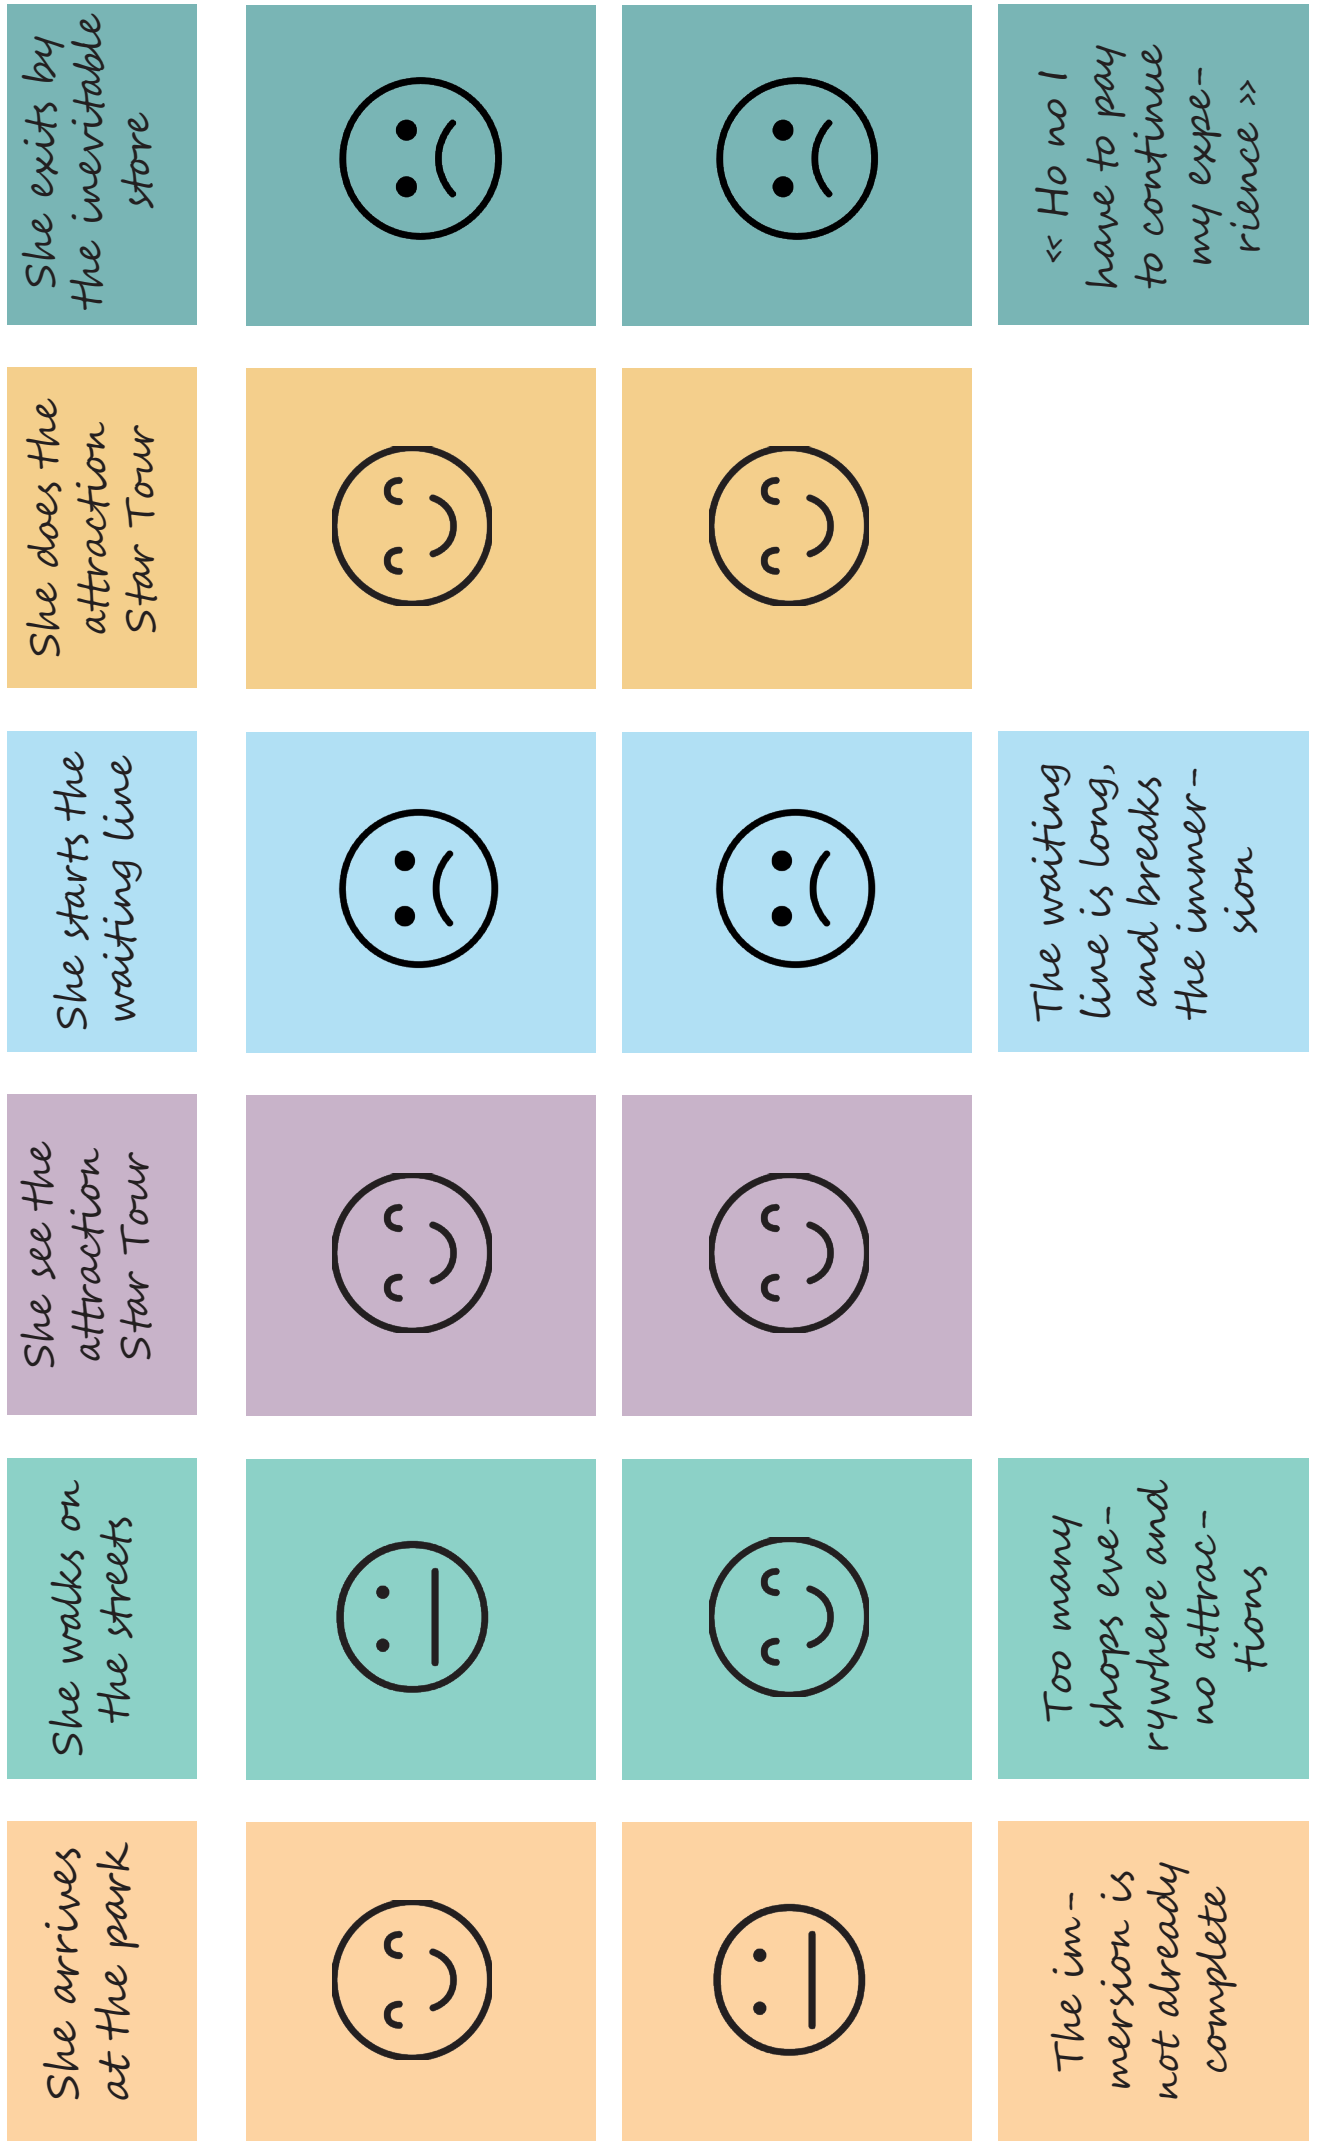 She arrives
at the park
She walks on
the streets
She see the
attraction
Star Tour
She starts the
waiting line
She does the
attraction
Star Tour
She exits by
the inevitable
store
The im-
mersion is
not already
complete
Too many
shops eve-
rywhere and
no attrac-
tions
The waiting
line is long,
and breaks
the immer-
sion
« Ho no I
have to pay
to continue
my expe-
rience »